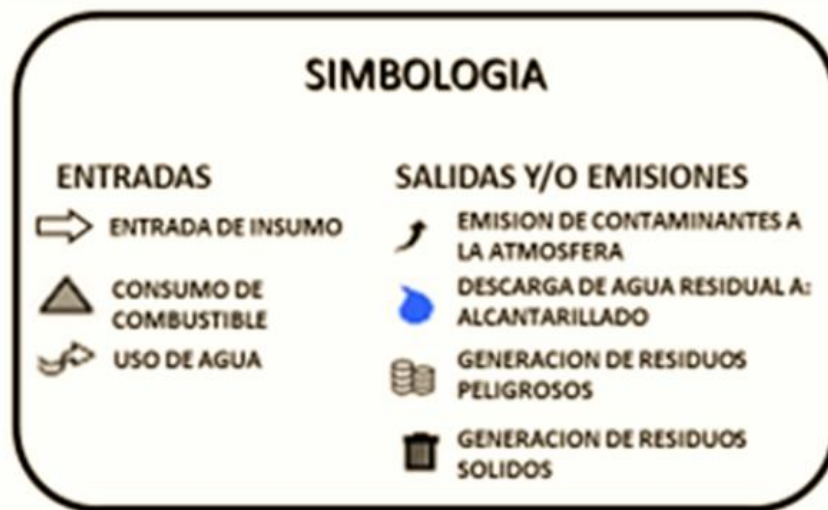 SIMBOLOGIA
ENTRADAS
ENTRADA DE INSUMO
CONSUMO DE
COMBUSTIBLE
USO DE AGUA
SALIDAS Y/O EMISIONES
EMISION DE CONTAMINANTES A
LA ATMOSFERA
DESCARGA DE AGUA RESIDUAL A:
ALCANTARILLADO
GENERACION DE RESIDUOS
PELIGROSOS
GENERACION DE RESIDUOS
SOLIDOS